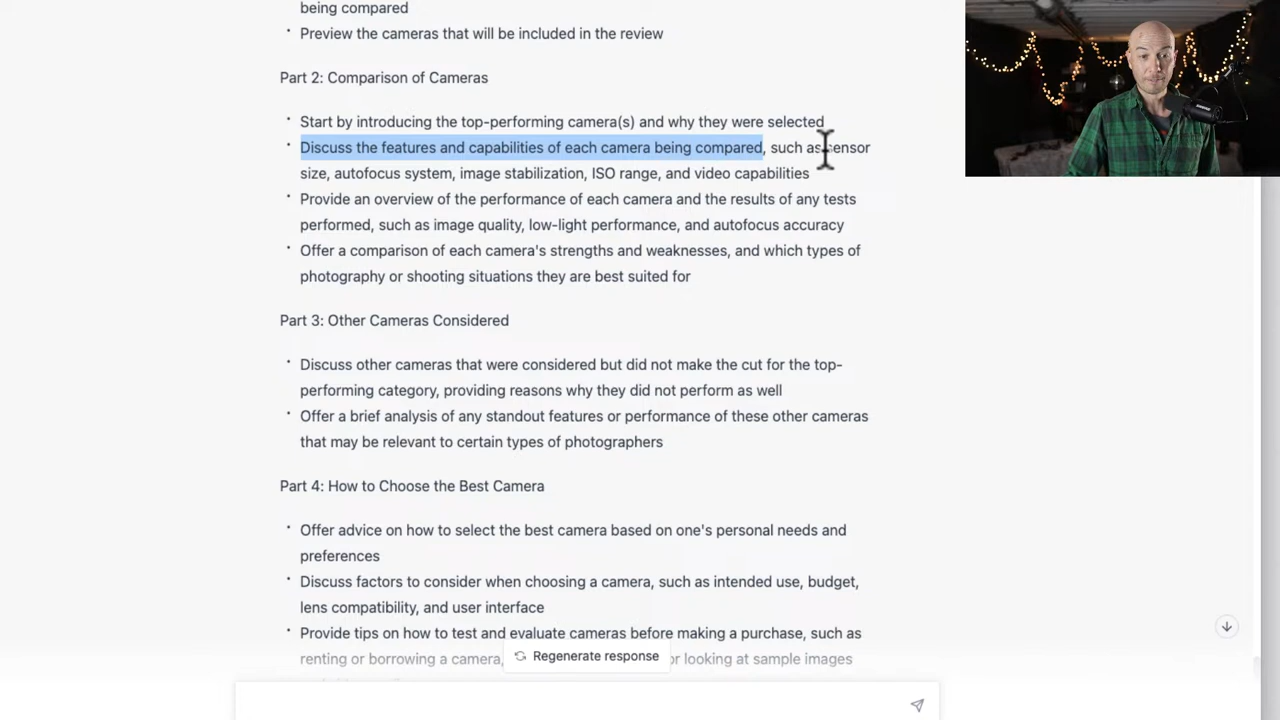 being compared
· Preview the cameras that will be included in the review
Part 2: Comparison of Cameras
· Start by introducing the top-performing camera(s) and why they were selected
· Discuss the features and capabilities of each camera being compared, such as sensor
size, autofocus system, image stabilization, ISO range, and video capabilities
· Provide an overview of the performance of each camera and the results of any tests
performed, such as image quality, low-light performance, and autofocus accuracy
· Offer a comparison of each camera's strengths and weaknesses, and which types of
photography or shooting situations they are best suited for
Part 3: Other Cameras Considered
· Discuss other cameras that were considered but did not make the cut for the top-
performing category, providing reasons why they did not perform as well
· Offer a brief analysis of any standout features or performance of these other cameras
that may be relevant to certain types of photographers
Part 4: How to Choose the Best Camera
· Offer advice on how to select the best camera based on one's personal needs and
preferences
· Discuss factors to consider when choosing a camera, such as intended use, budget,
lens compatibility, and user interface
· Provide tips on how to test and evaluate cameras before making a purchase, such as
renting or borrowing a camera, or looking at sample images
Regenerate response